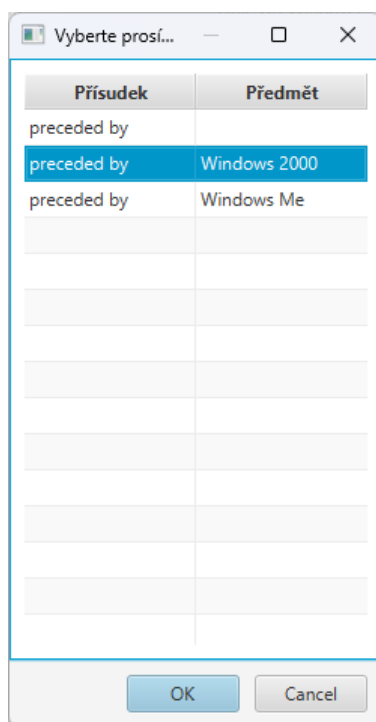 Vyberte prosí...
Přísudek Předmět
preceded by
preceded by Windows 2000
preceded by Windows Me
OK Cancel